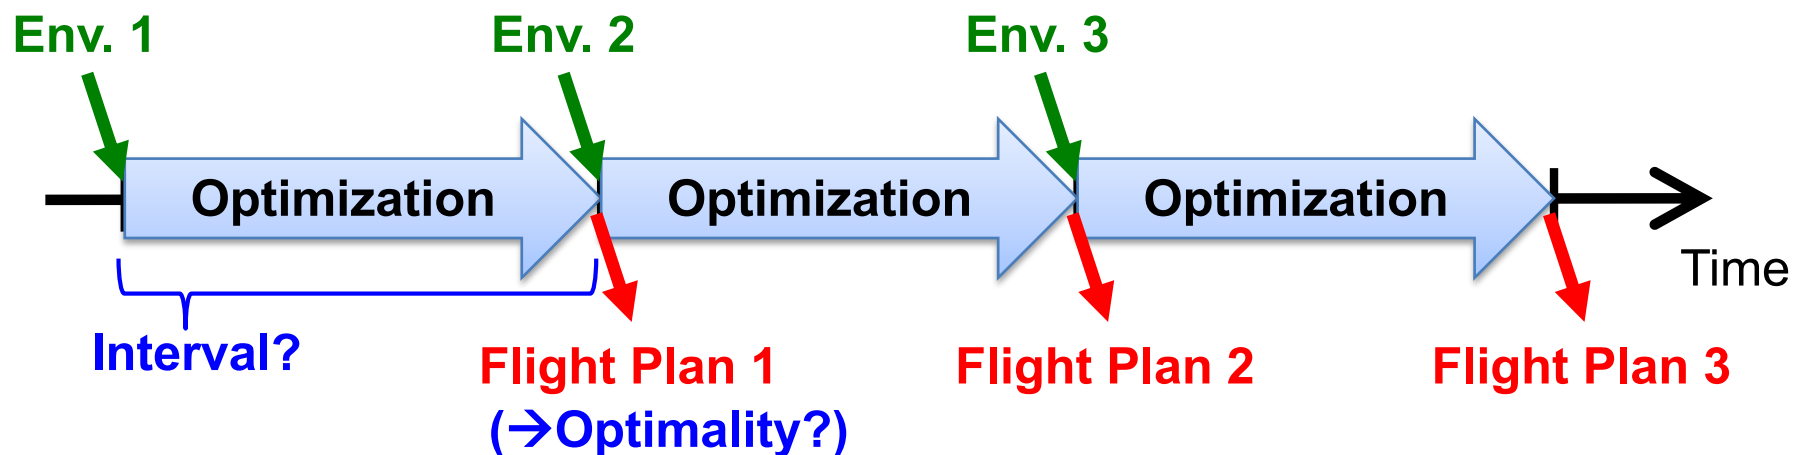 Env. 1
Env. 2
Env. 3
Optimization
Optimization
Optimization
Time
Interval?
Flight Plan 1
Flight Plan 2
Flight Plan 3
(→Optimality?)